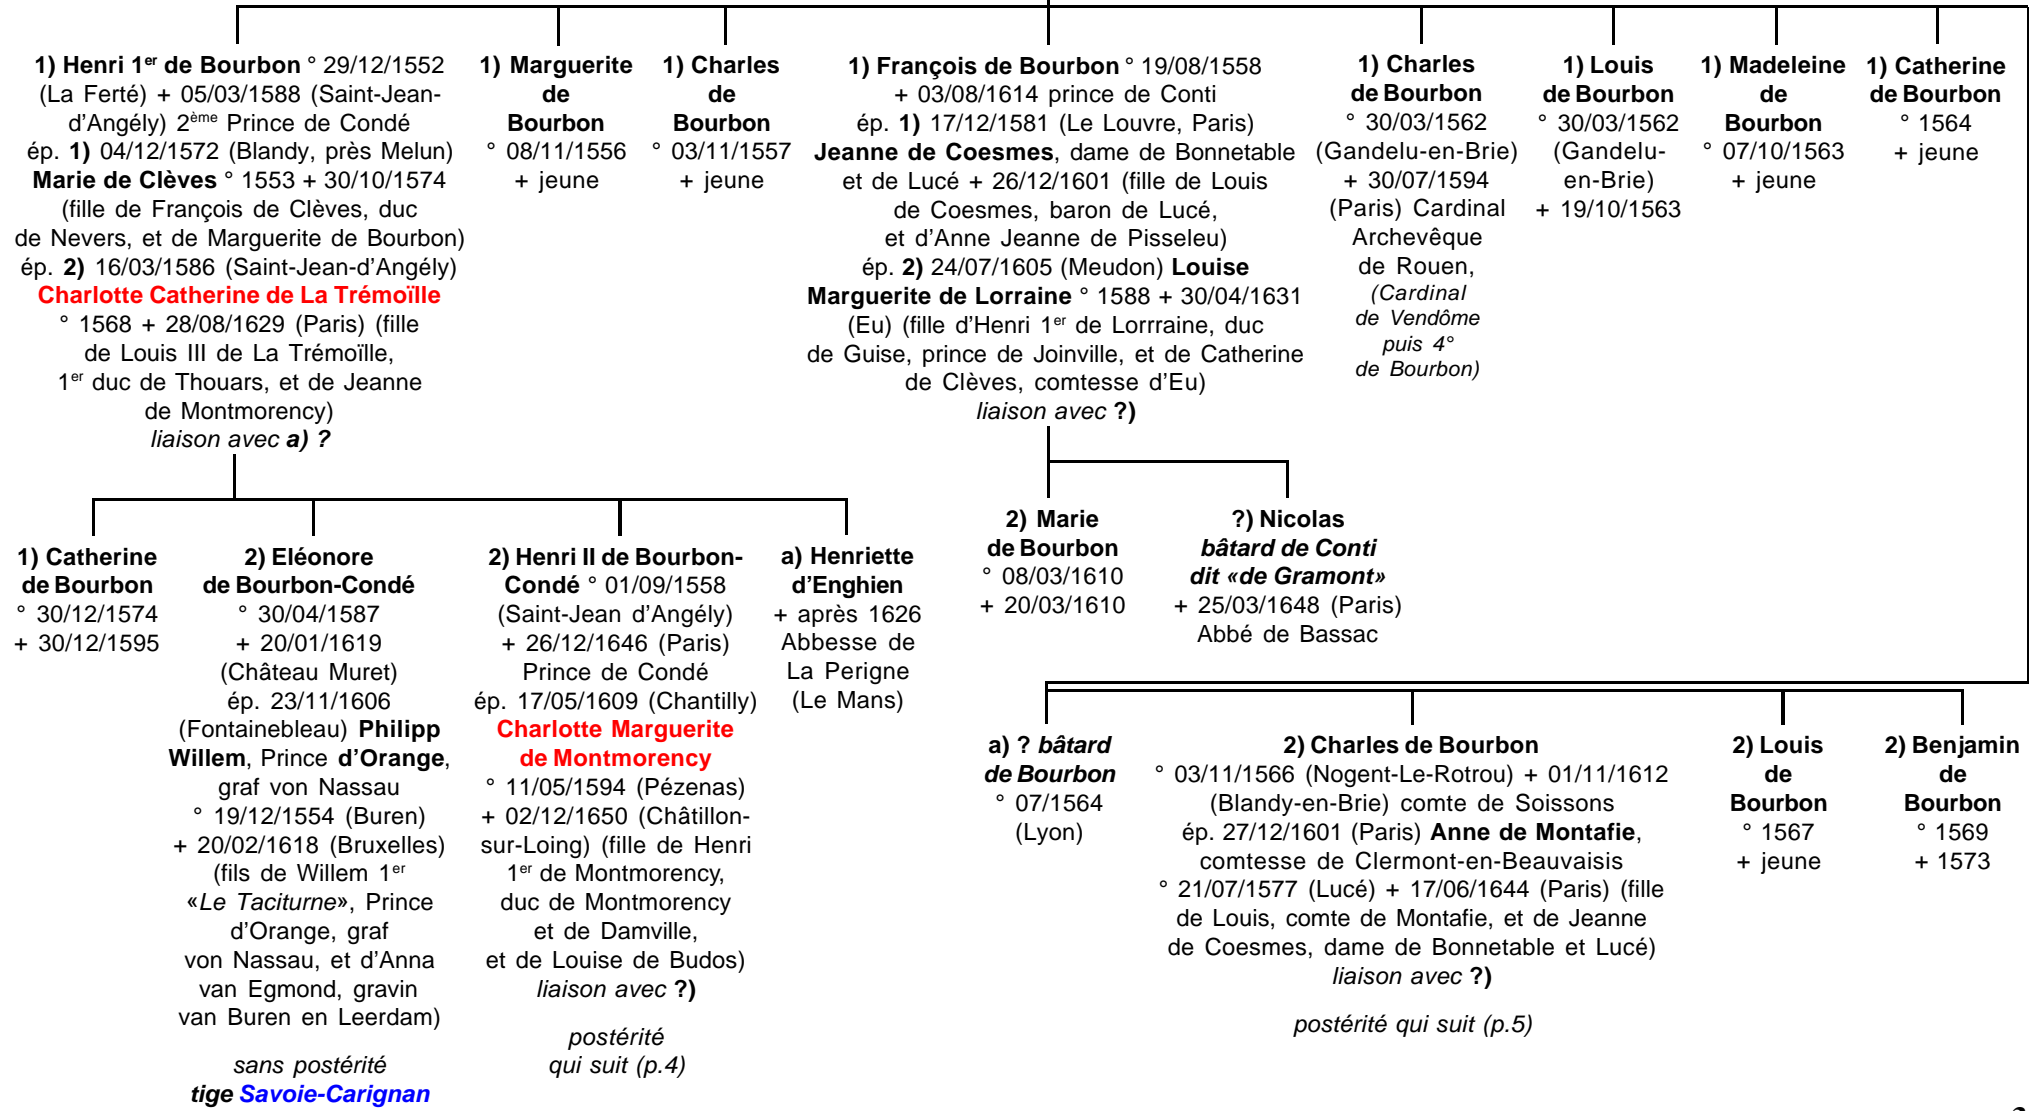 1) Henri 1er de Bourbon ° 29/12/1552
(La Ferté) + 05/03/1588 (Saint-Jean-
d'Angély) 2ème Prince de Condé
ép. 1) 04/12/1572 (Blandy, près Melun)
Marie de Clèves ° 1553 + 30/10/1574
(fille de François de Clèves, duc
de Nevers, et de Marguerite de Bourbon)
ép. 2) 16/03/1586 (Saint-Jean-d'Angély)
Charlotte Catherine de La Trémoïlle
° 1568 + 28/08/1629 (Paris) (fille
de Louis III de La Trémoïlle,
1er duc de Thouars, et de Jeanne
de Montmorency)
liaison avec a) ?
1) Marguerite
de
Bourbon
° 08/11/1556
+ jeune
1) Charles
de
Bourbon
° 03/11/1557
+ jeune
1) François de Bourbon ° 19/08/1558
+ 03/08/1614 prince de Conti
ép. 1) 17/12/1581 (Le Louvre, Paris)
Jeanne de Coesmes, dame de Bonnetable
et de Lucé + 26/12/1601 (fille de Louis
de Coesmes, baron de Lucé,
et d'Anne Jeanne de Pisseleu)
ép. 2) 24/07/1605 (Meudon) Louise
Marguerite de Lorraine ° 1588 + 30/04/1631
(Eu) (fille d'Henri 1er de Lorrraine, duc
de Guise, prince de Joinville, et de Catherine
de Clèves, comtesse d'Eu)
liaison avec ?)
1) Charles
de Bourbon
° 30/03/1562
(Gandelu-en-Brie)
+ 30/07/1594
(Paris) Cardinal
Archevêque
de Rouen,
(Cardinal
de Vendôme
puis 4°
de Bourbon)
1) Louis
de Bourbon
° 30/03/1562
(Gandelu-
en-Brie)
+ 19/10/1563
1) Madeleine
de
Bourbon
° 07/10/1563
+ jeune
1) Catherine
de Bourbon
° 1564
+ jeune
1) Catherine
de Bourbon
° 30/12/1574
+ 30/12/1595
2) Eléonore
de Bourbon-Condé
° 30/04/1587
+ 20/01/1619
(Château Muret)
ép. 23/11/1606
(Fontainebleau) Philipp
Willem, Prince d'Orange,
graf von Nassau
° 19/12/1554 (Buren)
+ 20/02/1618 (Bruxelles)
(fils de Willem 1er
«Le Taciturne», Prince
d'Orange, graf
von Nassau, et d'Anna
van Egmond, gravin
van Buren en Leerdam)
sans postérité
tige Savoie-Carignan
2) Henri II de Bourbon-
Condé ° 01/09/1558
(Saint-Jean d'Angély)
+ 26/12/1646 (Paris)
Prince de Condé
ép. 17/05/1609 (Chantilly)
Charlotte Marguerite
de Montmorency
° 11/05/1594 (Pézenas)
+ 02/12/1650 (Châtillon-
sur-Loing) (fille de Henri
1er de Montmorency,
duc de Montmorency
et de Damville,
et de Louise de Budos)
liaison avec ?)
postérité
qui suit (p.4)
a) Henriette
d'Enghien
+ après 1626
Abbesse de
La Perigne
(Le Mans)
2) Marie
de Bourbon
° 08/03/1610
+ 20/03/1610
?) Nicolas
bâtard de Conti
dit «de Gramont»
+ 25/03/1648 (Paris)
Abbé de Bassac
a) ? bâtard
de Bourbon
° 07/1564
(Lyon)
2) Charles de Bourbon
° 03/11/1566 (Nogent-Le-Rotrou) + 01/11/1612
(Blandy-en-Brie) comte de Soissons
ép. 27/12/1601 (Paris) Anne de Montafie,
comtesse de Clermont-en-Beauvaisis
° 21/07/1577 (Lucé) + 17/06/1644 (Paris) (fille
de Louis, comte de Montafie, et de Jeanne
de Coesmes, dame de Bonnetable et Lucé)
liaison avec ?)
postérité qui suit (p.5)
2) Louis
de
Bourbon
° 1567
+ jeune
2) Benjamin
de
Bourbon
° 1569
+ 1573